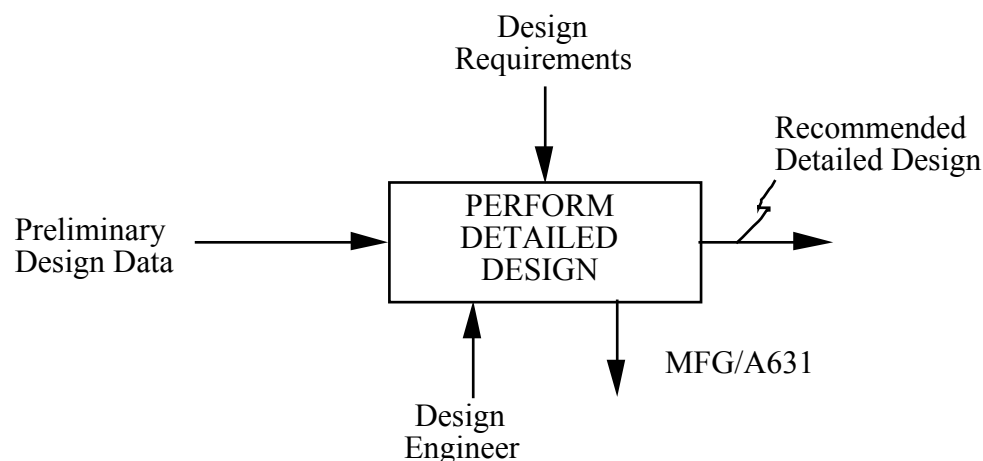 Design
Requirements
Recommended
Detailed Design
PERFORM
DETAILED
DESIGN
Preliminary
Design Data
MFG/A631
Design
Engineer